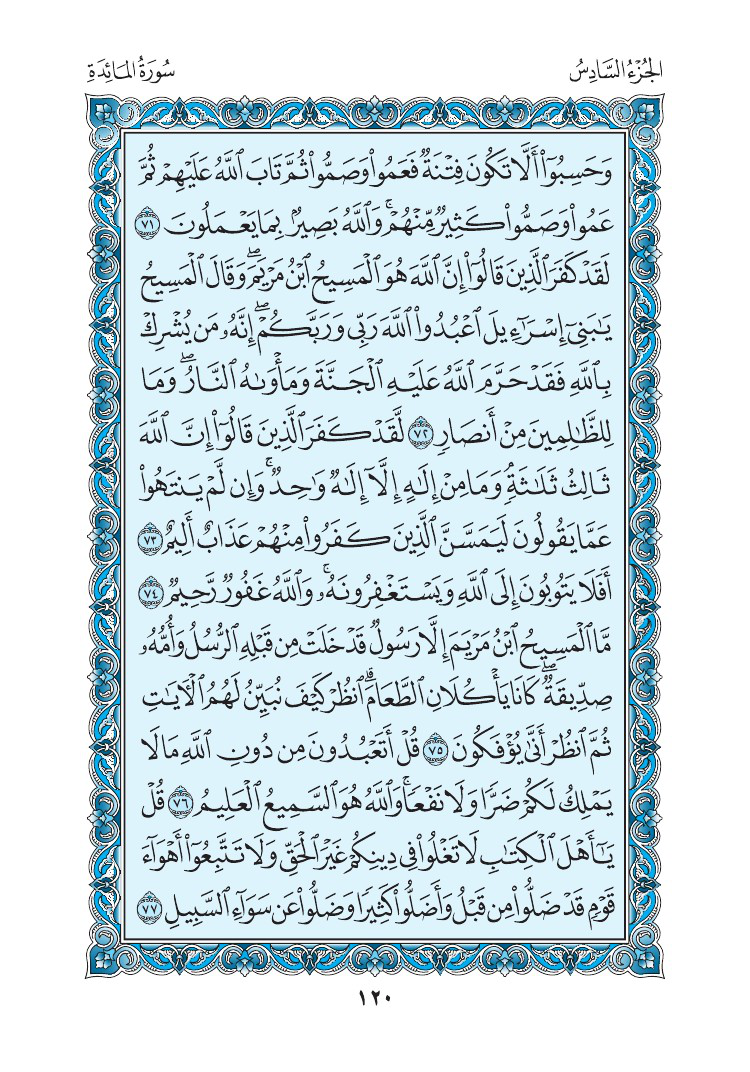 الجُزْءُ السَّادِسُ
سُورَةُ المَائِدَةِ
وَحَسِبُوٓا۟ أَلَّا تَكُونَ فِتْنَةٌ فَعَمُوا۟ وَصَمُّوا۟ ثُمَّ تَابَ ٱللَّهُ عَلَيْهِمْ ثُمَّ
عَمُوا۟ وَصَمُّوا۟ كَثِيرٌ مِّنْهُمْ ۚ وَٱللَّهُ بَصِيرٌۢ بِمَا يَعْمَلُونَ ٧١
لَقَدْ كَفَرَ ٱلَّذِينَ قَالُوٓا۟ إِنَّ ٱللَّهَ هُوَ ٱلْمَسِيحُ ٱبْنُ مَرْيَمَ ۖ وَقَالَ ٱلْمَسِيحُ
يَـٰبَنِىٓ إِسْرَٰٓءِيلَ ٱعْبُدُوا۟ ٱللَّهَ رَبِّى وَرَبَّكُمْ ۖ إِنَّهُۥ مَن يُشْرِكْ
بِٱللَّهِ فَقَدْ حَرَّمَ ٱللَّهُ عَلَيْهِ ٱلْجَنَّةَ وَمَأْوَىٰهُ ٱلنَّارُ ۖ وَمَا
لِلظَّـٰلِمِينَ مِنْ أَنصَارٍ ٧٢ لَّقَدْ كَفَرَ ٱلَّذِينَ قَالُوٓا۟ إِنَّ ٱللَّهَ
ثَالِثُ ثَلَـٰثَةٍ ۘ وَمَا مِنْ إِلَـٰهٍ إِلَّآ إِلَـٰهٌ وَٰحِدٌ ۚ وَإِن لَّمْ يَنتَهُوا۟
عَمَّا يَقُولُونَ لَيَمَسَّنَّ ٱلَّذِينَ كَفَرُوا۟ مِنْهُمْ عَذَابٌ أَلِيمٌ ٧٣
أَفَلَا يَتُوبُونَ إِلَى ٱللَّهِ وَيَسْتَغْفِرُونَهُۥ ۚ وَٱللَّهُ غَفُورٌ رَّحِيمٌ ٧٤
مَّا ٱلْمَسِيحُ ٱبْنُ مَرْيَمَ إِلَّا رَسُولٌ قَدْ خَلَتْ مِن قَبْلِهِ ٱلرُّسُلُ وَأُمُّهُۥ
صِدِّيقَةٌ ۖ كَانَا يَأْكُلَانِ ٱلطَّعَامَ ۗ ٱنظُرْ كَيْفَ نُبَيِّنُ لَهُمُ ٱلْـَٔايَـٰتِ
ثُمَّ ٱنظُرْ أَنَّىٰ يُؤْفَكُونَ ٧٥ قُلْ أَتَعْبُدُونَ مِن دُونِ ٱللَّهِ مَا لَا
يَمْلِكُ لَكُمْ ضَرًّا وَلَا نَفْعًا ۚ وَٱللَّهُ هُوَ ٱلسَّمِيعُ ٱلْعَلِيمُ ٧٦ قُلْ
يَـٰٓأَهْلَ ٱلْكِتَـٰبِ لَا تَغْلُوا۟ فِى دِينِكُمْ غَيْرَ ٱلْحَقِّ وَلَا تَتَّبِعُوٓا۟ أَهْوَآءَ
قَوْمٍ قَدْ ضَلُّوا۟ مِن قَبْلُ وَأَضَلُّوا۟ كَثِيرًا وَضَلُّوا۟ عَن سَوَآءِ ٱلسَّبِيلِ ٧٧
١٢٠